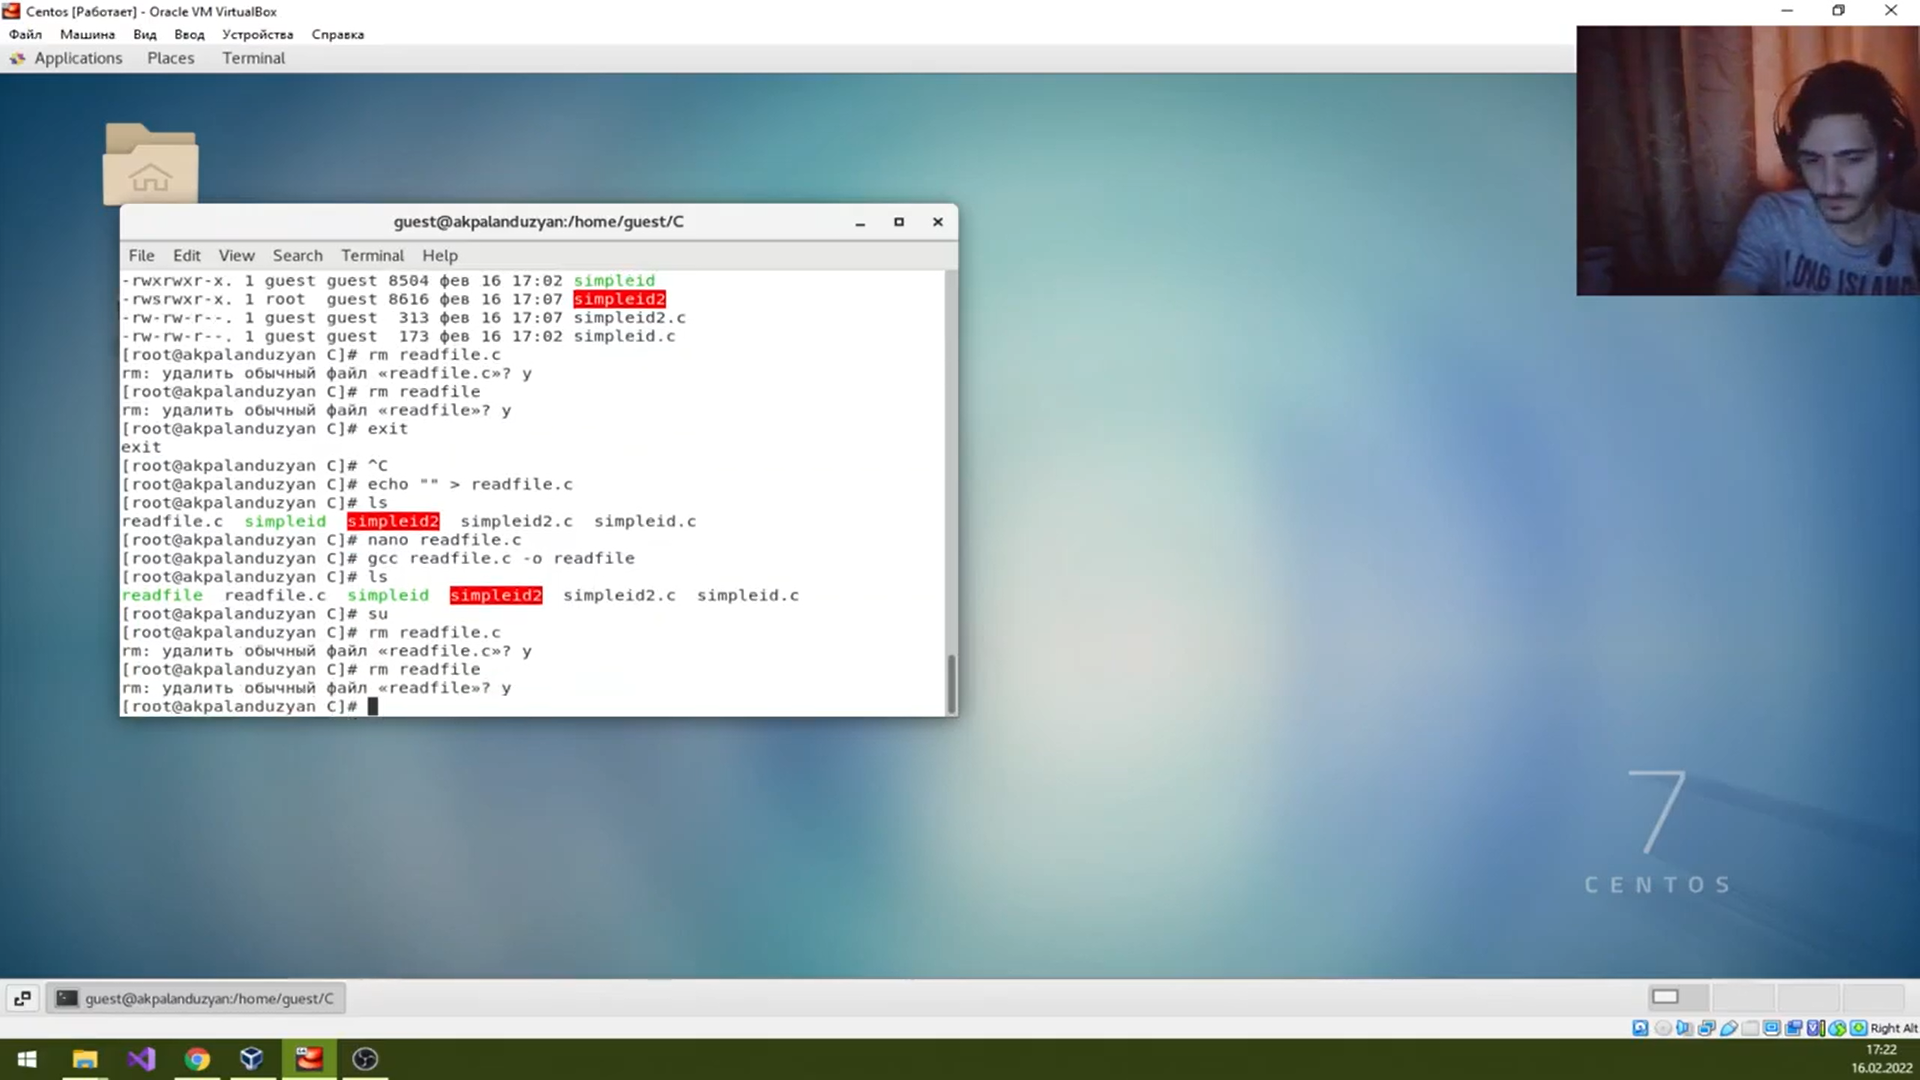 Centos [Работает] - Oracle VM VirtualBox
Файл Машина Вид Ввод Устройства Справка
Applications Places Terminal
guest@akpalanduzyan:/home/guest/C
File Edit View Search Terminal Help
-rwxrwxr-x. 1 guest guest 8504 фев 16 17:02 simpleid
-rwsrwxr-x. 1 root  guest 8616 фев 16 17:07 simpleid2
-rw-rw-r--. 1 guest guest  313 фев 16 17:07 simpleid2.c
-rw-rw-r--. 1 guest guest  173 фев 16 17:02 simpleid.c
[root@akpalanduzyan C]# rm readfile.c
rm: удалить обычный файл «readfile.c»? y
[root@akpalanduzyan C]# rm readfile
rm: удалить обычный файл «readfile»? y
[root@akpalanduzyan C]# exit
exit
[root@akpalanduzyan C]# ^C
[root@akpalanduzyan C]# echo "" > readfile.c
[root@akpalanduzyan C]# ls
readfile.c  simpleid  simpleid2  simpleid2.c  simpleid.c
[root@akpalanduzyan C]# nano readfile.c
[root@akpalanduzyan C]# gcc readfile.c -o readfile
[root@akpalanduzyan C]# ls
readfile  readfile.c  simpleid  simpleid2  simpleid2.c  simpleid.c
[root@akpalanduzyan C]# su
[root@akpalanduzyan C]# rm readfile.c
rm: удалить обычный файл «readfile.c»? y
[root@akpalanduzyan C]# rm readfile
rm: удалить обычный файл «readfile»? y
[root@akpalanduzyan C]#
LONG ISLAND
7
CENTOS
guest@akpalanduzyan:/home/guest/C
Right Alt
17:22
16.02.2022